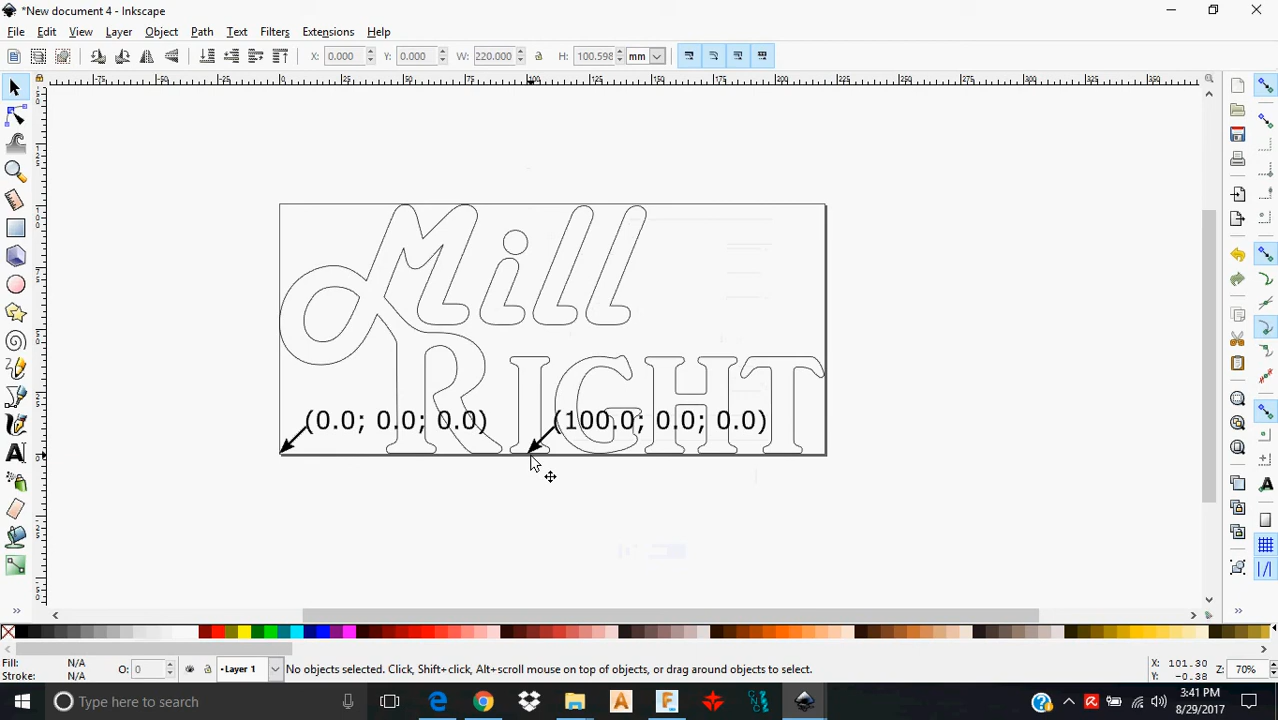 *New document 4 - Inkscape
File Edit View Layer Object Path Text Filters Extensions Help
X: 0.000 Y: 0.000 W: 220.000 H: 100.598 mm
Mill
RIGHT
(0.0; 0.0; 0.0) (100.0; 0.0; 0.0)
Fill: N/A O: 0 Layer 1 No objects selected. Click, Shift+click, Alt+scroll mouse on top of objects, or drag around objects to select. X: 101.30 Z: 70%
Stroke: N/A Y: -0.38
Type here to search
3:41 PM
8/29/2017